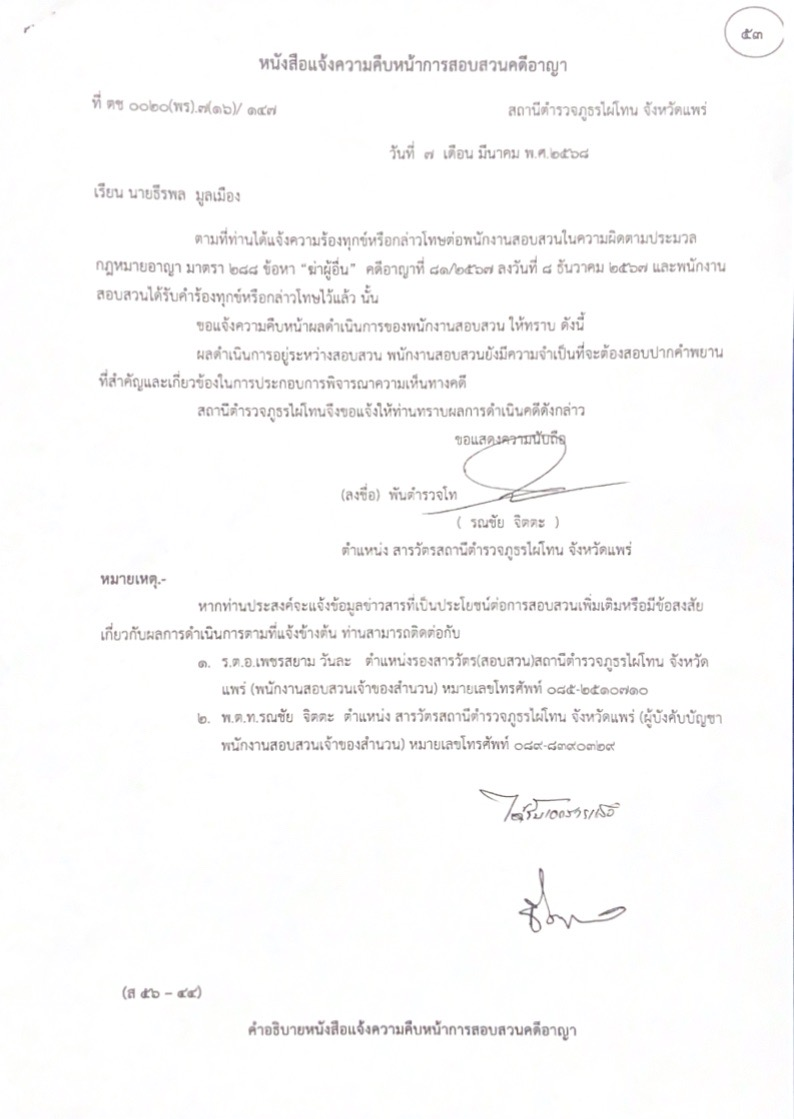 ๕๓
หนังสือแจ้งความคืบหน้าการสอบสวนคดีอาญา
ที่ ตช ๐๐๒๐(พร).๗(๑๖)/ ๑๔๗
สถานีตำรวจภูธรไผ่โทน จังหวัดแพร่
วันที่ ๗ เดือน มีนาคม พ.ศ.๒๕๖๘
เรียน นายธีรพล มูลเมือง
ตามที่ท่านได้แจ้งความร้องทุกข์หรือกล่าวโทษต่อพนักงานสอบสวนในความผิดตามประมวล
กฎหมายอาญา มาตรา ๒๘๘ ข้อหา "ฆ่าผู้อื่น" คดีอาญาที่ ๘๑/๒๕๖๗ ลงวันที่ ๘ ธันวาคม ๒๕๖๗ และพนักงาน
สอบสวนได้รับคำร้องทุกข์หรือกล่าวโทษไว้แล้ว นั้น
ขอแจ้งความคืบหน้าผลดำเนินการของพนักงานสอบสวน ให้ทราบ ดังนี้
ผลดำเนินการอยู่ระหว่างสอบสวน พนักงานสอบสวนยังมีความจำเป็นที่จะต้องสอบปากคำพยาน
ที่สำคัญและเกี่ยวข้องในการประกอบการพิจารณาความเห็นทางคดี
สถานีตำรวจภูธรไผ่โทนจึงขอแจ้งให้ท่านทราบผลการดำเนินคดีดังกล่าว
ขอแสดงความนับถือ
(ลงชื่อ) พันตำรวจโท
( รณชัย จิตตะ )
ตำแหน่ง สารวัตรสถานีตำรวจภูธรไผ่โทน จังหวัดแพร่
หมายเหตุ.-
หากท่านประสงค์จะแจ้งข้อมูลข่าวสารที่เป็นประโยชน์ต่อการสอบสวนเพิ่มเติมหรือมีข้อสงสัย
เกี่ยวกับผลการดำเนินการตามที่แจ้งข้างต้น ท่านสามารถติดต่อกับ
๑. ร.ต.อ.เพชรสยาม วันละ ตำแหน่งรองสารวัตร(สอบสวน)สถานีตำรวจภูธรไผ่โทน จังหวัด
แพร่ (พนักงานสอบสวนเจ้าของสำนวน) หมายเลขโทรศัพท์ ๐๘๕-๒๕๑๐๗๑๐
๒. พ.ต.ท.รณชัย จิตตะ ตำแหน่ง สารวัตรสถานีตำรวจภูธรไผ่โทน จังหวัดแพร่ (ผู้บังคับบัญชา
พนักงานสอบสวนเจ้าของสำนวน) หมายเลขโทรศัพท์ ๐๘๙-๘๓๙๐๓๒๙
ได้รับเอกสารแล้ว
(ส ๕๖ – ๔๔)
คำอธิบายหนังสือแจ้งความคืบหน้าการสอบสวนคดีอาญา